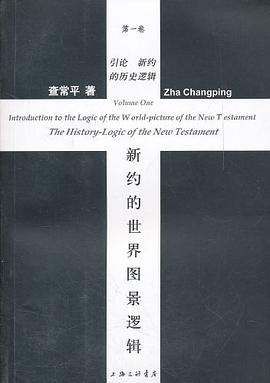 第一卷
引论 新约
的历史逻辑
查常平 著
Zha Changping
Volume One
Introduction to the Logic of the World-picture of the New Testament
The History-Logic of the New Testament
新约的世界图景逻辑
上海三联书店